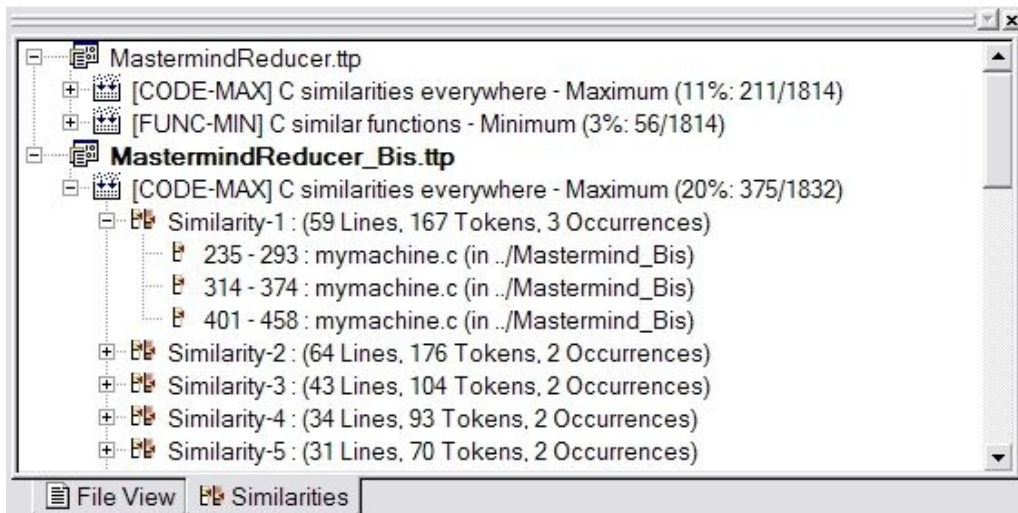 MastermindReducer.ttp
[CODE-MAX] C similarities everywhere - Maximum (11%: 211/1814)
[FUNC-MIN] C similar functions - Minimum (3%: 56/1814)
MastermindReducer_Bis.ttp
[CODE-MAX] C similarities everywhere - Maximum (20%: 375/1832)
Similarity-1 : (59 Lines, 167 Tokens, 3 Occurrences)
235 - 293 : mymachine.c (in ../Mastermind_Bis)
314 - 374 : mymachine.c (in ../Mastermind_Bis)
401 - 458 : mymachine.c (in ../Mastermind_Bis)
Similarity-2 : (64 Lines, 176 Tokens, 2 Occurrences)
Similarity-3 : (43 Lines, 104 Tokens, 2 Occurrences)
Similarity-4 : (34 Lines, 93 Tokens, 2 Occurrences)
Similarity-5 : (31 Lines, 70 Tokens, 2 Occurrences)
File View Similarities